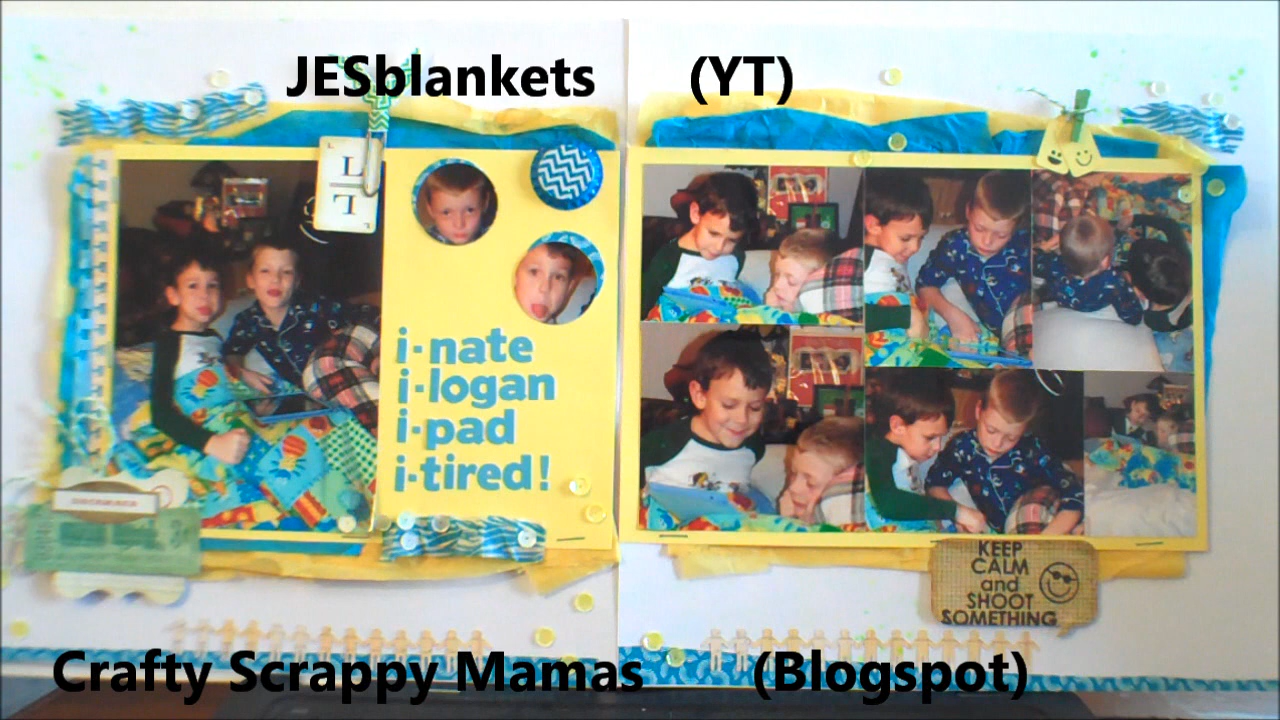 JESblankets (YT)
L
L
T
T
i-nate
i-logan
i-pad
i-tired!
KEEP
CALM
and
SHOOT
SOMETHING
Crafty Scrappy Mamas (Blogspot)